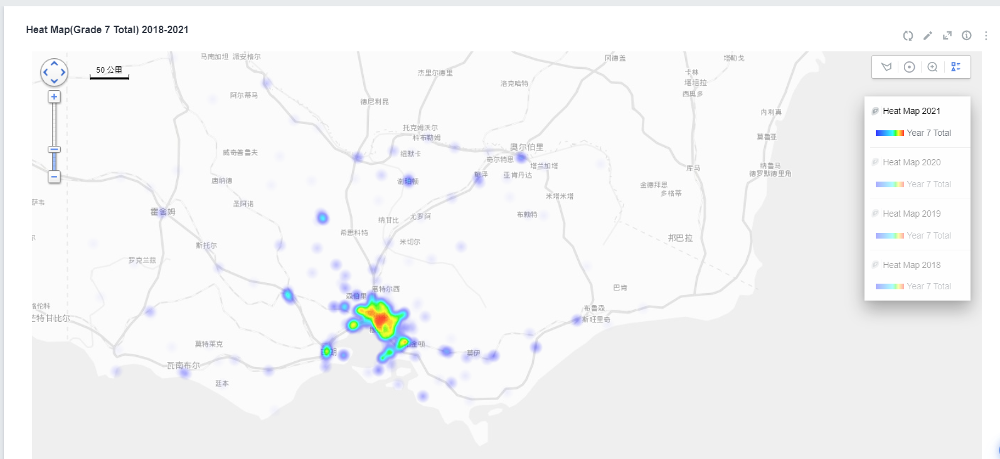 Heat Map(Grade 7 Total) 2018-2021
50 公里
马南加坦 派安格尔
冈德盖
塔勒戈
杰里尔德里
卡林
洛克哈特
堪培拉
西奥多
阿尔蒂马
德尼利昆
Heat Map 2021
内利真
托克姆沃尔
Year 7 Total
科布勒姆
莫鲁亚
奥尔伯里
威奇普鲁夫
纽默卡
奇尔特恩
Heat Map 2020
塔兰加塔
纳鲁马
库马
德罗默德里角
亚肯丹达
唐纳德
谢珀顿
Year 7 Total
金德拜恩
多格蒂
米塔米塔
萨韦
圣阿诺
霍舍姆
Heat Map 2019
布赖特
尤罗阿
纳甘比
希思科特
Year 7 Total
邦巴拉
米切尔
斯托尔
罗克兰兹
Heat Map 2018
惠特尔西
巴肯
Year 7 Total
森伯里
布鲁森
芒特甘比尔
斯旺里奇
莫特莱克
帕金顿
莫伊
瓦南布尔
廷本